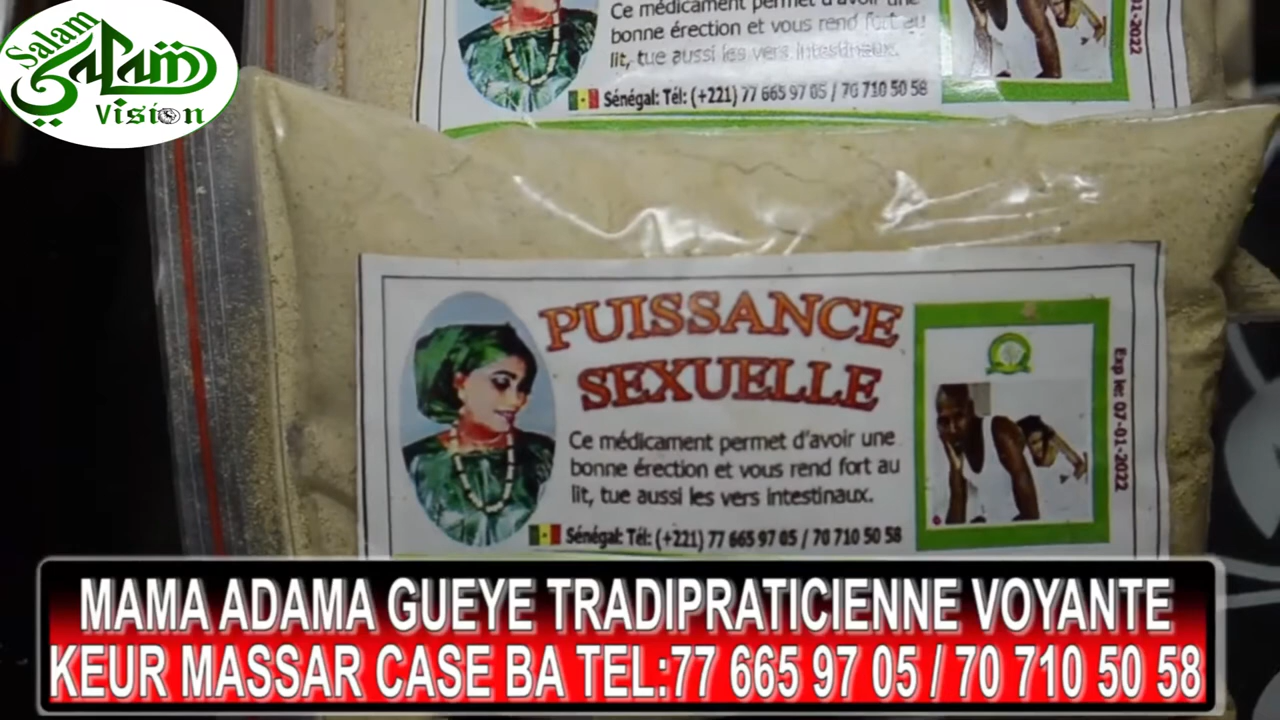 Salam
Salam
Vision
Ce médicament permet d'avoir une
bonne érection et vous rend fort au
lit, tue aussi les vers intestinaux.
Sénégal: Tél: (+221) 77 665 97 05 / 70 710 50 58
-01-2022
PUISSANCE
SEXUELLE
Ce médicament permet d'avoir une
bonne érection et vous rend fort au
lit, tue aussi les vers intestinaux.
Sénégal: Tél: (+221) 77 665 97 05 / 70 710 50 58
Exp le: 07-01-2022
MAMA ADAMA GUEYE TRADIPRATICIENNE VOYANTE
KEUR MASSAR CASE BA TEL:77 665 97 05 / 70 710 50 58